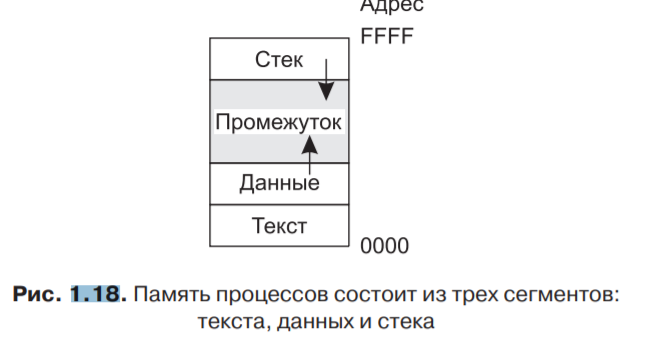 Адрес
FFFF
Стек
Промежуток
Данные
Текст
0000
Рис. 1.18. Память процессов состоит из трех сегментов:
текста, данных и стека